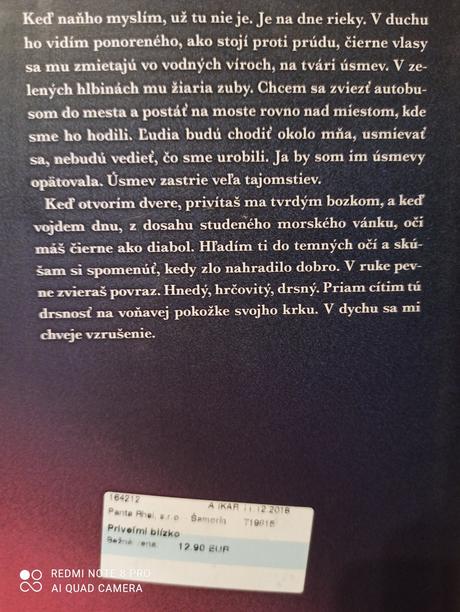 Keď naňho myslím, už tu nie je. Je na dne rieky. V duchu
ho vidím ponoreného, ako stojí proti prúdu, čierne vlasy
sa mu zmietajú vo vodných víroch, na tvári úsmev. V ze-
lených hlbinách mu žiaria zuby. Chcem sa zviezť autobu-
som do mesta a postáť na moste rovno nad miestom, kde
sme ho hodili. Ľudia budú chodiť okolo mňa, usmievať
sa, nebudú vedieť, čo sme urobili. Ja by som im úsmevy
opätovala. Úsmev zastrie veľa tajomstiev.
Keď otvorím dvere, privítaš ma tvrdým bozkom, a keď
vojdem dnu, z dosahu studeného morského vánku, oči
máš čierne ako diabol. Hľadím ti do temných očí a skú-
šam si spomenúť, kedy zlo nahradilo dobro. V ruke pev-
ne zvieraš povraz. Hnedý, hrčovitý, drsný. Priam cítim tú
drsnosť na voňavej pokožke svojho krku. V dychu sa mi
chveje vzrušenie.
164212 A IKAR 11.12.2018
Panta Rhei, s.r.o. Šamorín 719615
Priveľmi blízko
Bežná cena: 12.90 EUR
REDMI NOTE 8 PRO
AI QUAD CAMERA